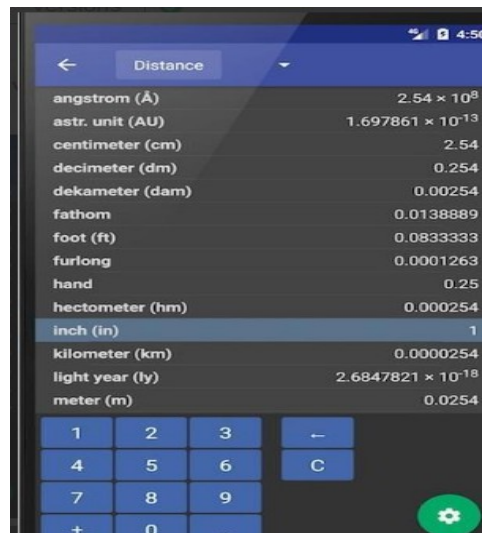 4:50
Distance
angstrom (Å) 2.54 × 10⁸
astr. unit (AU) 1.697861 × 10⁻¹³
centimeter (cm) 2.54
decimeter (dm) 0.254
dekameter (dam) 0.00254
fathom 0.0138889
foot (ft) 0.0833333
furlong 0.0001263
hand 0.25
hectometer (hm) 0.000254
inch (in) 1
kilometer (km) 0.0000254
light year (ly) 2.6847821 × 10⁻¹⁸
meter (m) 0.0254
1 2 3 ←
4 5 6 C
7 8 9
± 0 .